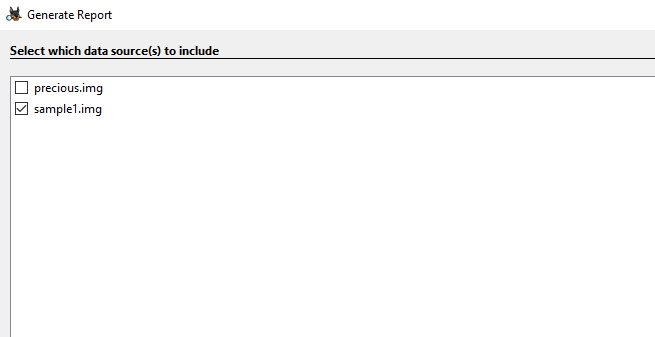 Generate Report
Select which data source(s) to include
precious.img
sample1.img